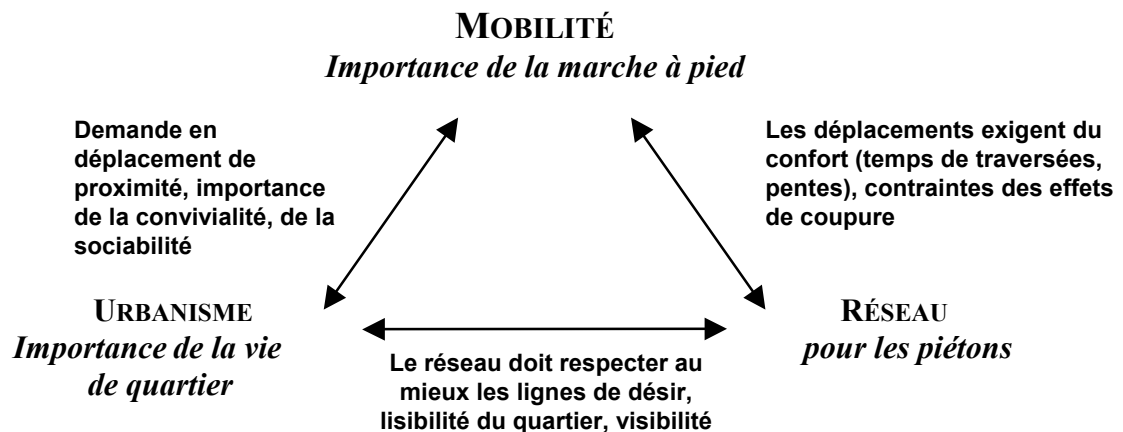 MOBILITÉ
Importance de la marche à pied
Demande en
déplacement de
proximité, importance
de la convivialité, de la
sociabilité
Les déplacements exigent du
confort (temps de traversées,
pentes), contraintes des effets
de coupure
URBANISME
Importance de la vie
de quartier
RÉSEAU
pour les piétons
Le réseau doit respecter au
mieux les lignes de désir,
lisibilité du quartier, visibilité